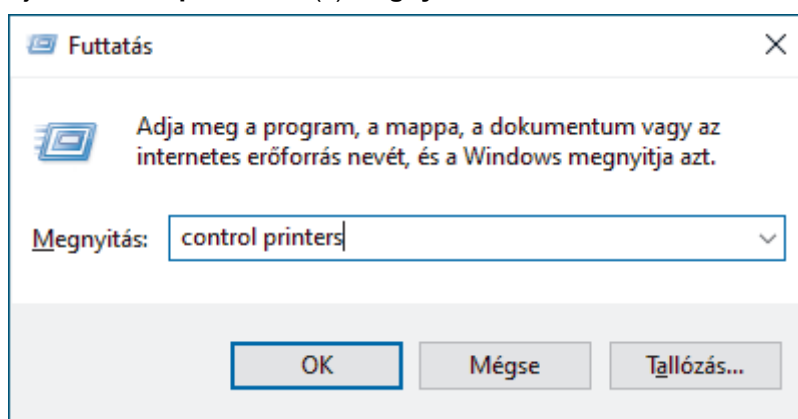 Futtatás
Adja meg a program, a mappa, a dokumentum vagy az
internetes erőforrás nevét, és a Windows megnyitja azt.
Megnyitás: control printers
OK Mégse Tallózás...